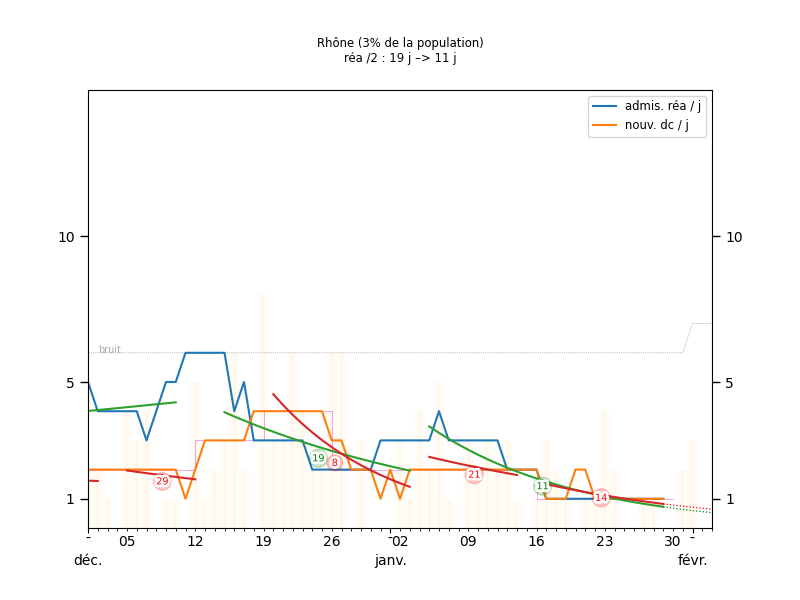 Rhône (3% de la population)
réa /2 : 19 j –> 11 j
admis. réa / j
nouv. dc / j
10 10
bruit
5 5
19 8
29 21
11 14
1 1
- 05 12 19 26 -02 09 16 23 30 -
déc. janv. févr.